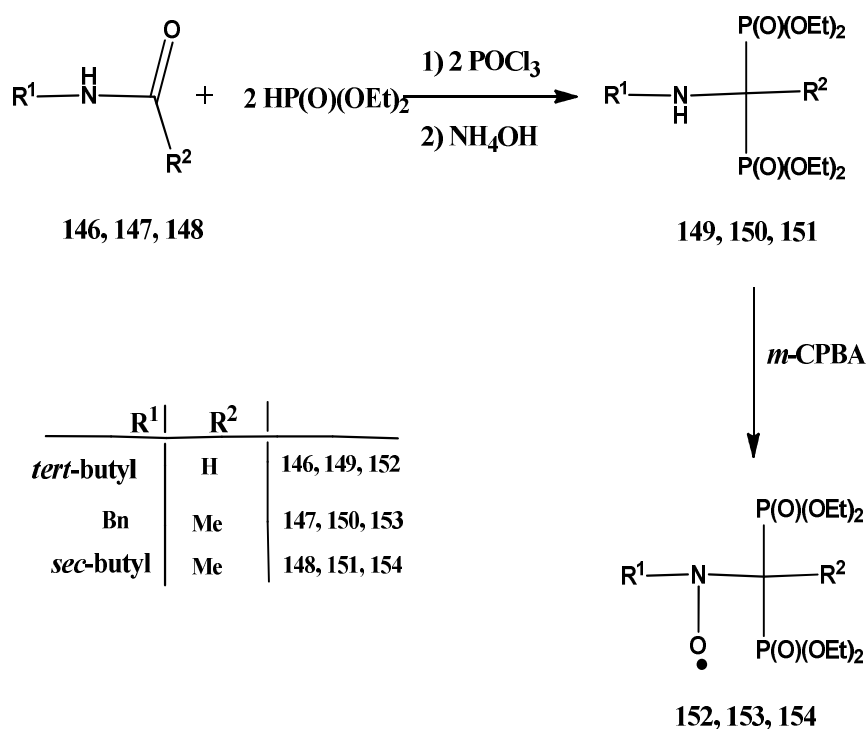 P(O)(OEt)2
O
H
R1 N
R2
+ 2 HP(O)(OEt)2
1) 2 POCl3
2) NH4OH
R1 N R2
H
P(O)(OEt)2
146, 147, 148
149, 150, 151
m-CPBA
R1 R2
tert-butyl H 146, 149, 152
Bn Me 147, 150, 153
sec-butyl Me 148, 151, 154
P(O)(OEt)2
R1 N R2
O
•
P(O)(OEt)2
152, 153, 154